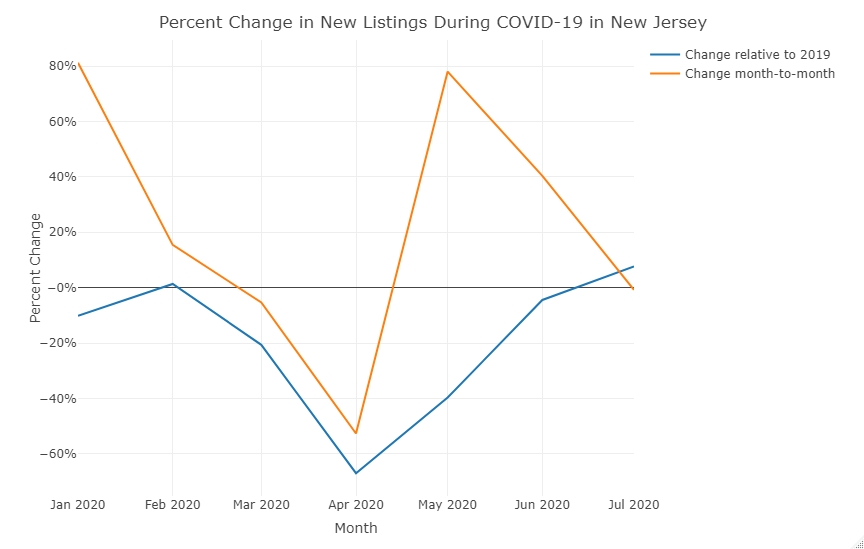 Percent Change in New Listings During COVID-19 in New Jersey
Change relative to 2019
Change month-to-month
80%
60%
40%
20%
−0%
−20%
−40%
−60%
Percent Change
Jan 2020
Feb 2020
Mar 2020
Apr 2020
May 2020
Jun 2020
Jul 2020
Month